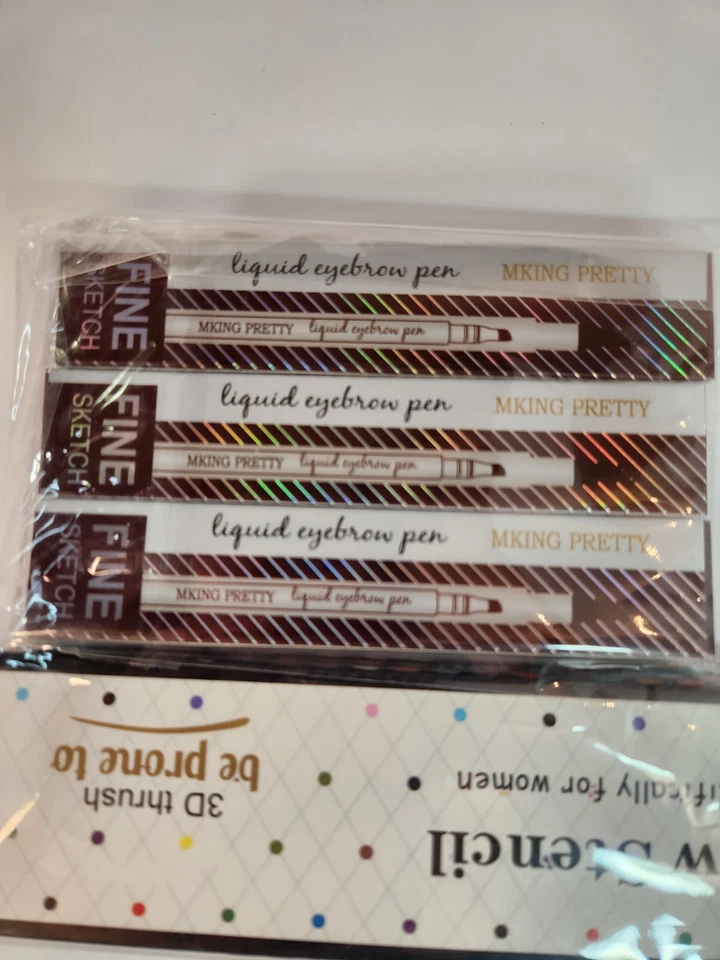 liquid eyebrow pen MKING PRETTY
FINE
SKETCH
MKING PRETTY liquid eyebrow pen
liquid eyebrow pen MKING PRETTY
FINE
SKETCH
MKING PRETTY liquid eyebrow pen
liquid eyebrow pen MKING PRETTY
FINE
SKETCH
MKING PRETTY liquid eyebrow pen
Stencil
for women
3D thrush
be prone to